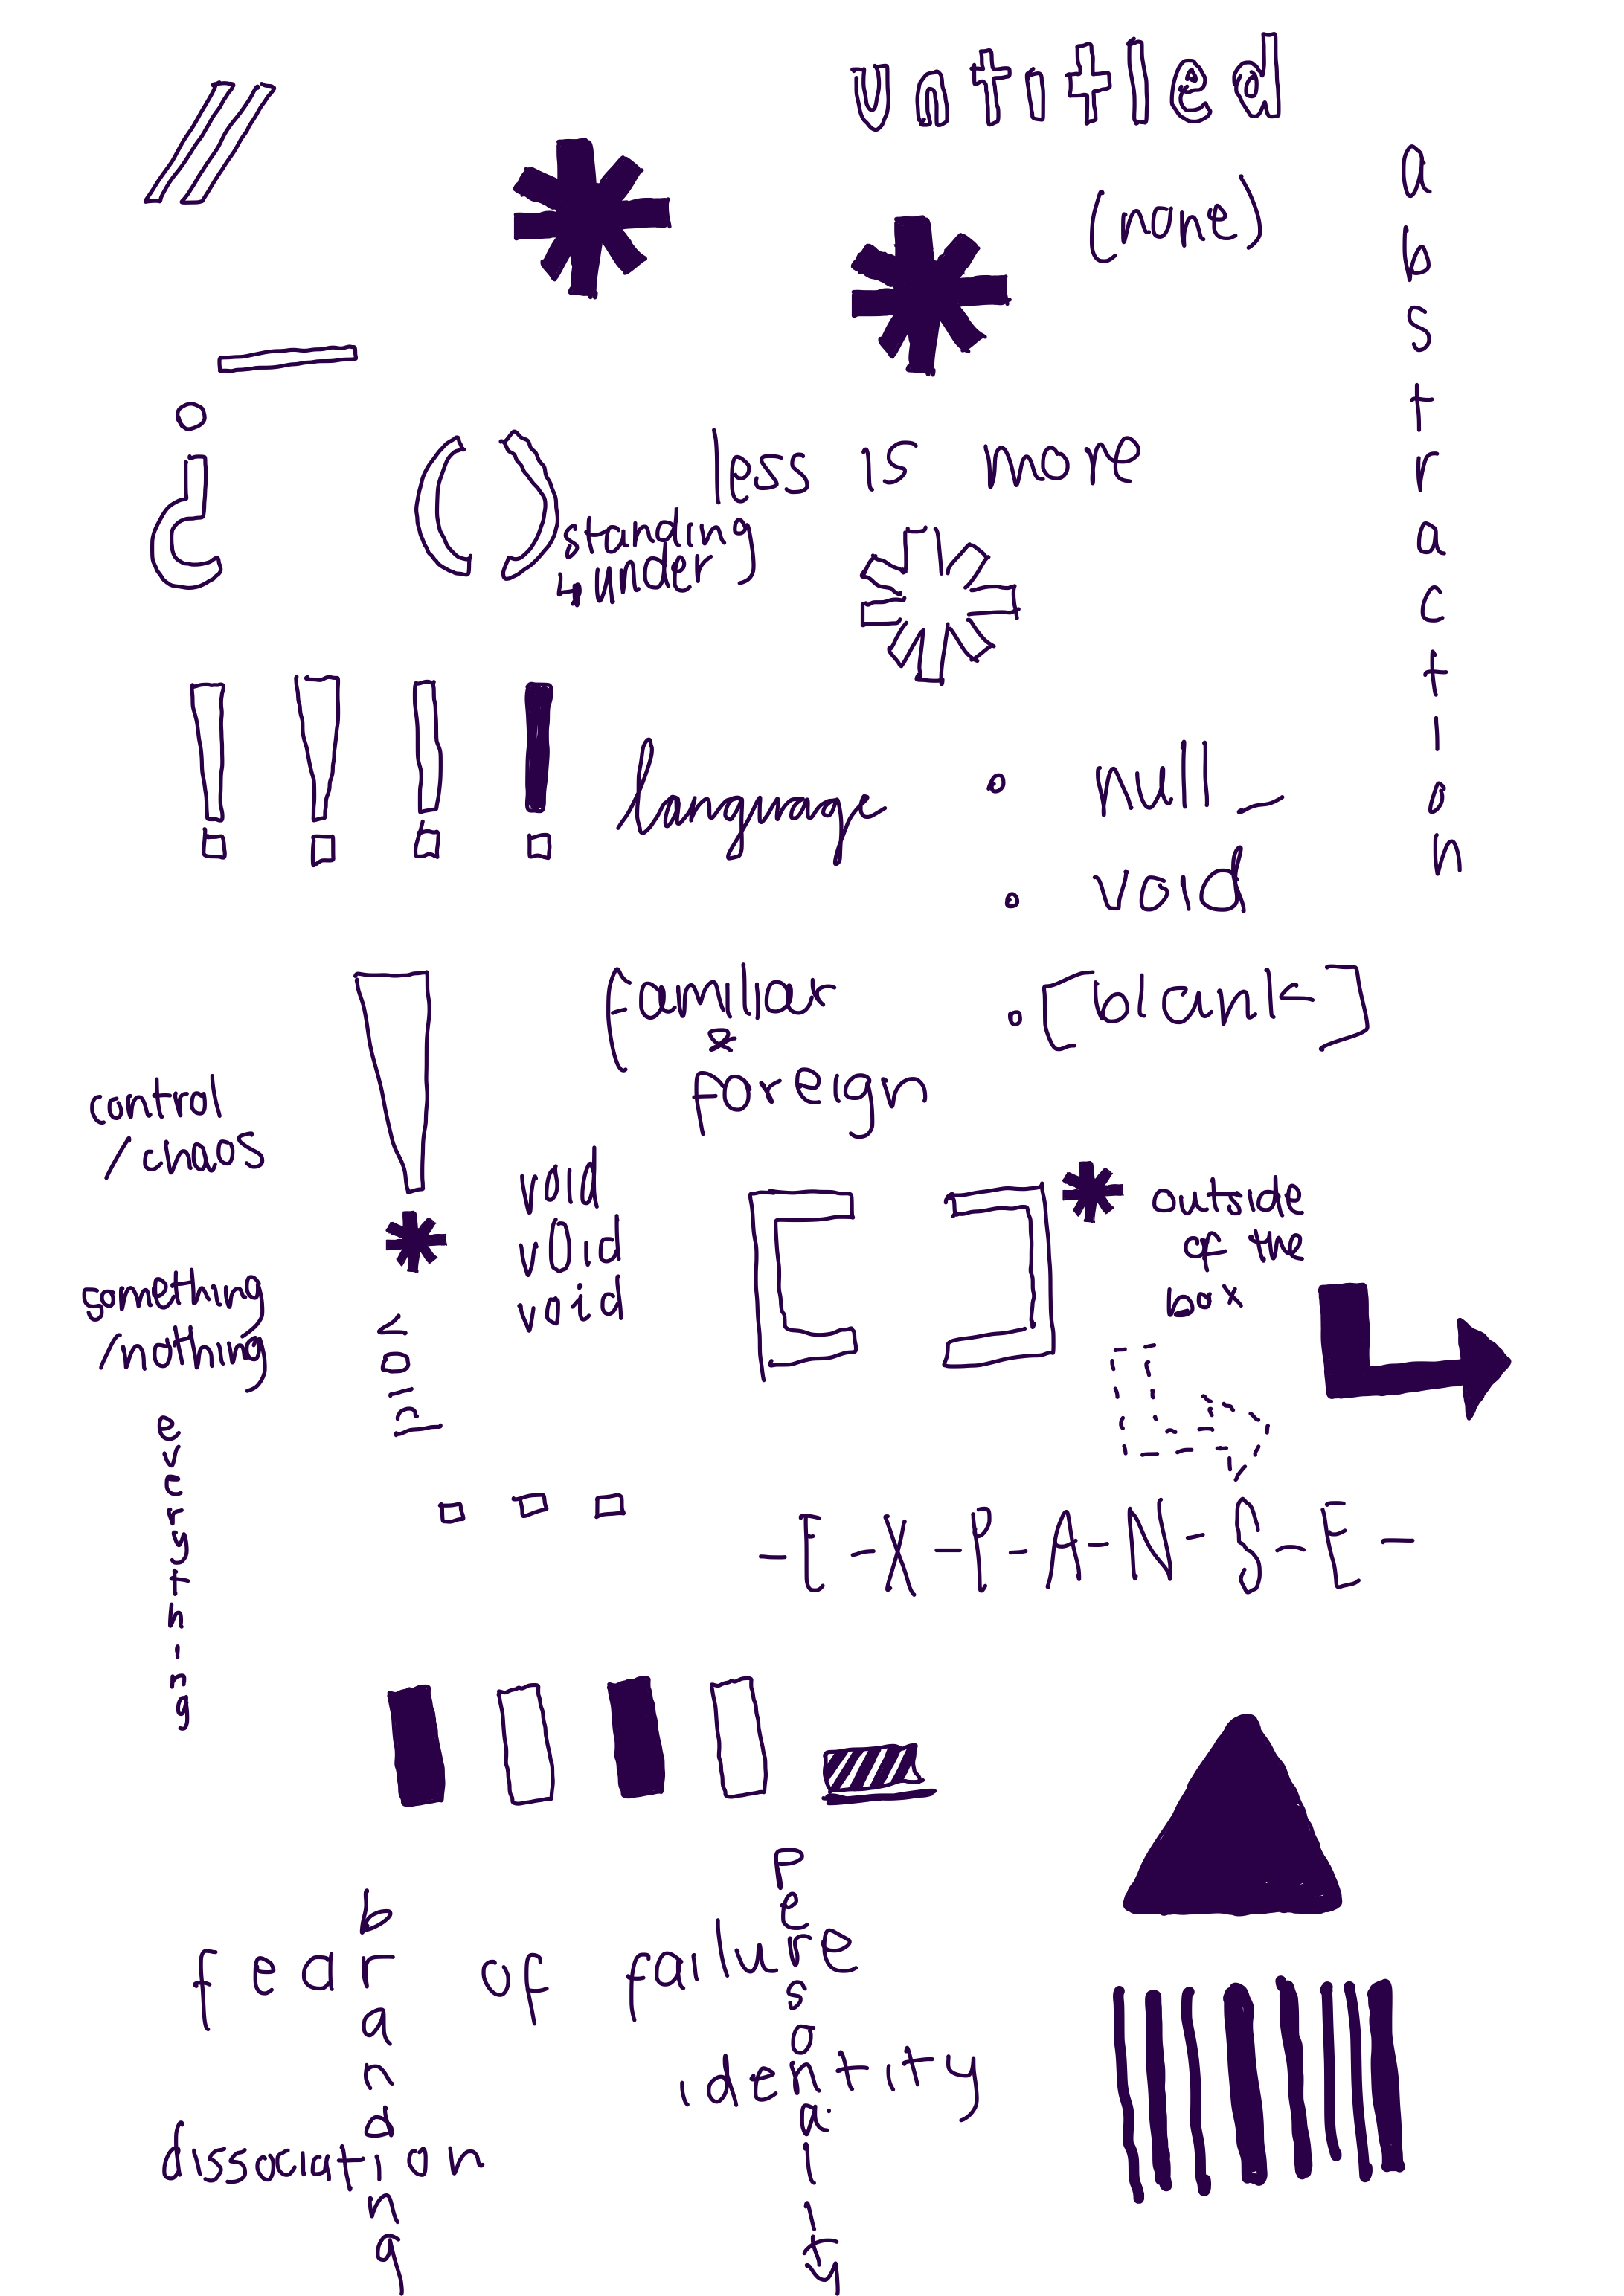 //
untitled
*
*
(none)
abstraction
-
¿
( )
less is more
standing
under
*
! ! ! !
language
• null_
• void
• [blank]
!
*
familiar
&
foreign
control
/chaos
void
void
void
void
[ ]
*
outside
of the
box
something
/nothing
everything
...
-E-X-P-A-N-S-E-
branding
personality
fear of failure
identity
dissociation